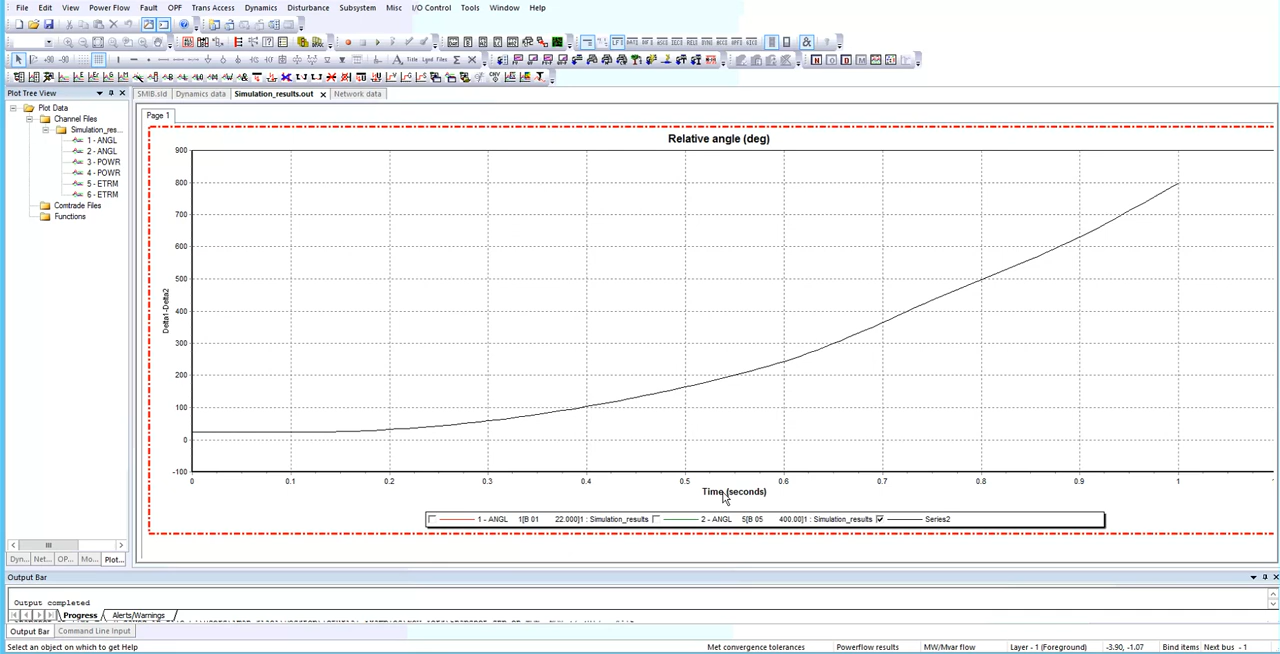 File Edit View Power Flow Fault OPF Trans Access Dynamics Disturbance Subsystem Misc I/O Control Tools Window Help
Plot Tree View
SMIB.sld Dynamics data Simulation_results.out Network data
Plot Data
Channel Files
Simulation_res...
1 - ANGL
2 - ANGL
3 - POWR
4 - POWR
5 - ETRM
6 - ETRM
Comtrade Files
Functions
Dyn... Net... OP... Mo... Plot...
Page 1
Relative angle (deg)
Delta1-Delta2
900
800
700
600
500
400
300
200
100
0
-100
0 0.1 0.2 0.3 0.4 0.5 0.6 0.7 0.8 0.9 1
Time (seconds)
1 - ANGL 1[B 01 22.000]1 : Simulation_results 2 - ANGL 5[B 05 400.00]1 : Simulation_results Series2
Output Bar
Output completed
Progress Alerts/Warnings
Output Bar Command Line Input
Select an object on which to get Help Met convergence tolerances Powerflow results MW/Mvar flow Layer - 1 (Foreground) -3.90, -1.07 Bind items Next bus - 1